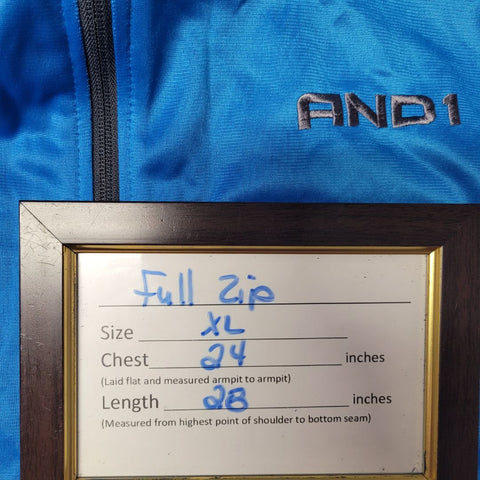 AND1
Full Zip
Size XL
Chest 24 inches
(Laid flat and measured armpit to armpit)
Length 28 inches
(Measured from highest point of shoulder to bottom seam)